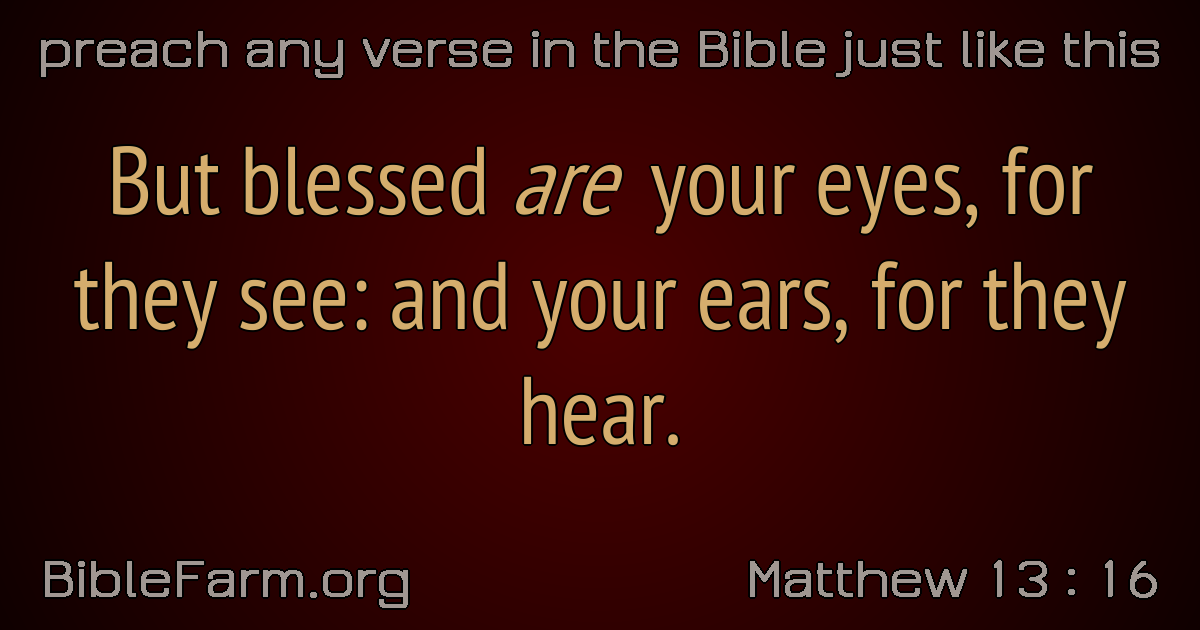 preach any verse in the Bible just like this
But blessed are your eyes, for
they see: and your ears, for they
hear.
BibleFarm.org
Matthew 13 : 16